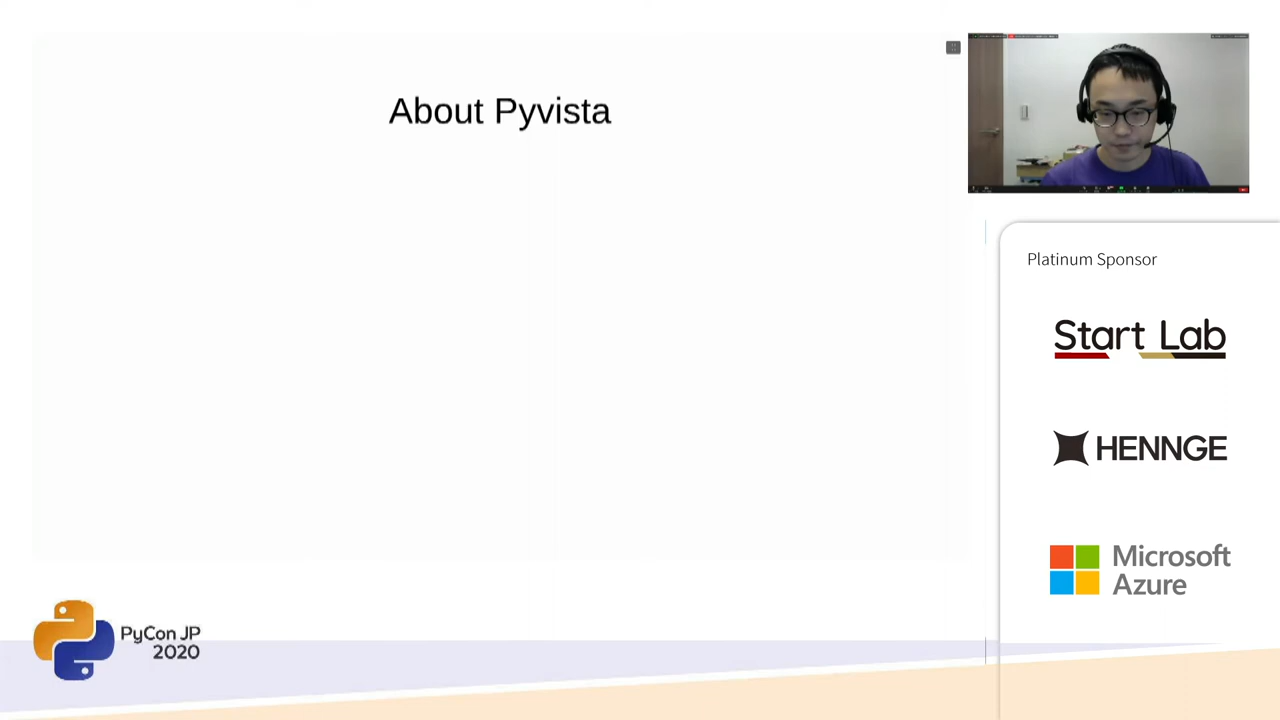 About Pyvista
Platinum Sponsor
Start Lab
HENNGE
Microsoft
Azure
PyCon JP
2020